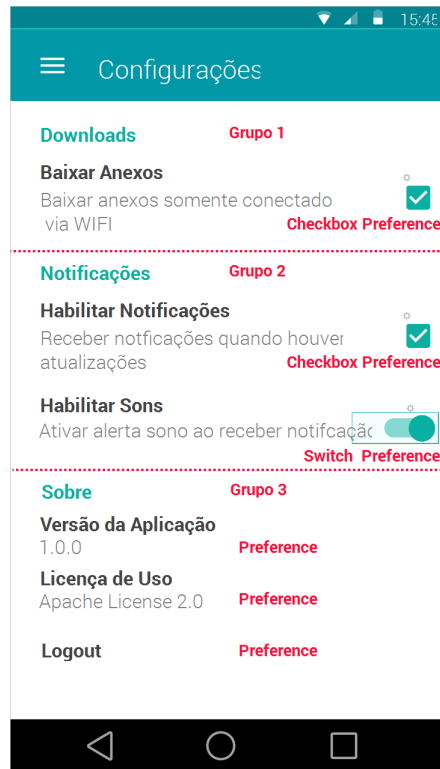 15:45
Configurações
Downloads Grupo 1
Baixar Anexos
Baixar anexos somente conectado
via WIFI
Checkbox Preference
Notificações Grupo 2
Habilitar Notificações
Receber notficações quando houver
atualizações
Checkbox Preference
Habilitar Sons
Ativar alerta sono ao receber notifcação
Switch Preference
Sobre Grupo 3
Versão da Aplicação
1.0.0 Preference
Licença de Uso
Apache License 2.0 Preference
Logout Preference